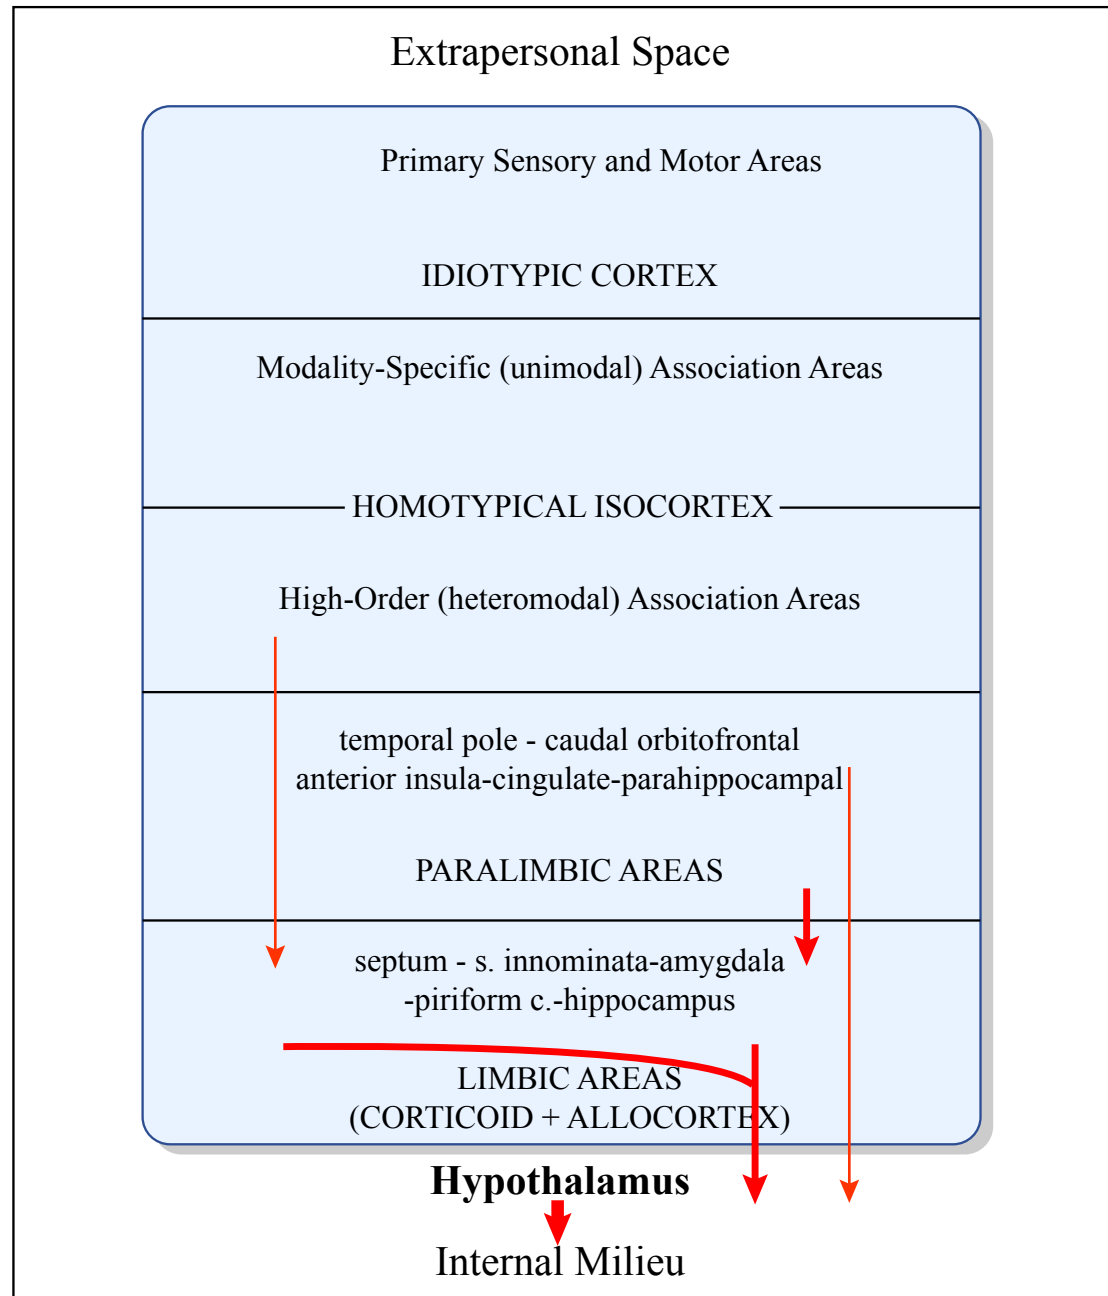 Extrapersonal Space
Primary Sensory and Motor Areas
IDIOTYPIC CORTEX
Modality-Specific (unimodal) Association Areas
HOMOTYPICAL ISOCORTEX
High-Order (heteromodal) Association Areas
temporal pole - caudal orbitofrontal
anterior insula-cingulate-parahippocampal
PARALIMBIC AREAS
septum - s. innominata-amygdala
-piriform c.-hippocampus
LIMBIC AREAS
(CORTICOID + ALLOCORTEX)
Hypothalamus
Internal Milieu